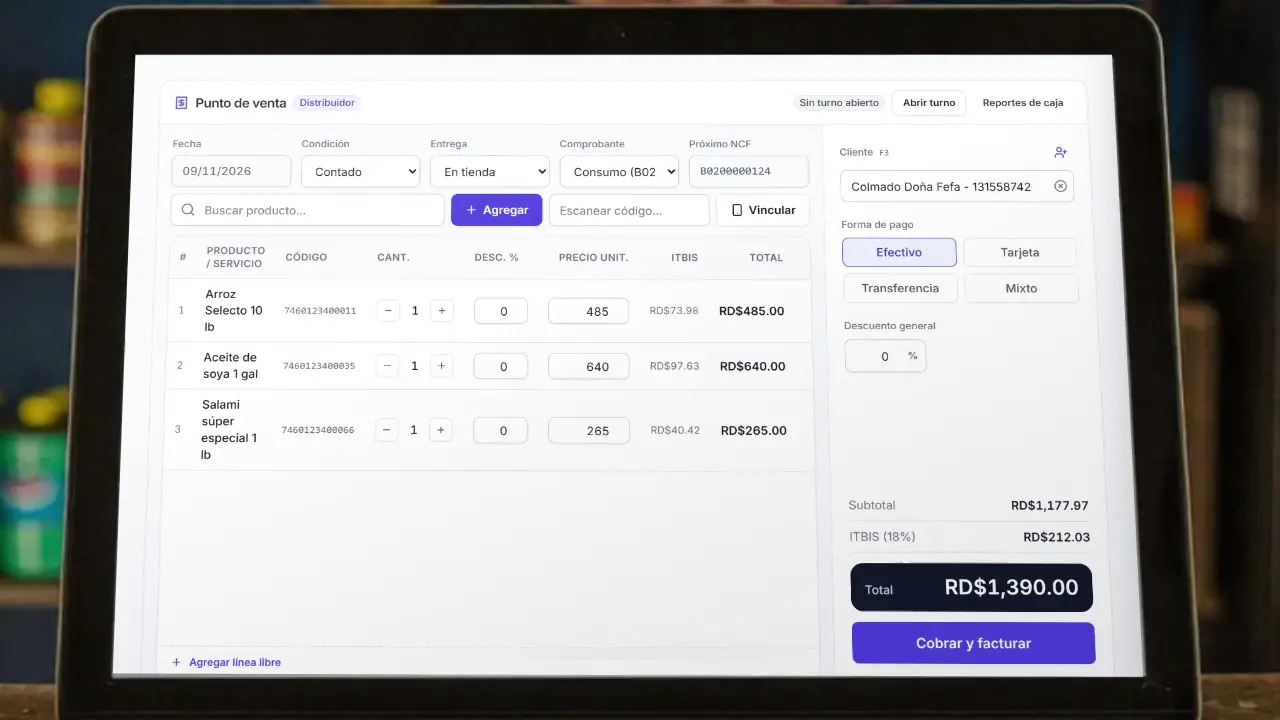 Punto de venta Distribuidor
Sin turno abierto Abrir turno Reportes de caja
Fecha Condición Entrega Comprobante Próximo NCF
09/11/2026 Contado En tienda Consumo (B02 B0200000124
Buscar producto... + Agregar Escanear código... Vincular
# PRODUCTO / SERVICIO CÓDIGO CANT. DESC. % PRECIO UNIT. ITBIS TOTAL
1 Arroz Selecto 10 lb 7460123400011 − 1 + 0 485 RD$73.98 RD$485.00
2 Aceite de soya 1 gal 7460123400035 − 1 + 0 640 RD$97.63 RD$640.00
3 Salami súper especial 1 lb 7460123400066 − 1 + 0 265 RD$40.42 RD$265.00
+ Agregar línea libre
Cliente F3
Colmado Doña Fefa - 131558742
Forma de pago
Efectivo Tarjeta
Transferencia Mixto
Descuento general
0 %
Subtotal RD$1,177.97
ITBIS (18%) RD$212.03
Total RD$1,390.00
Cobrar y facturar